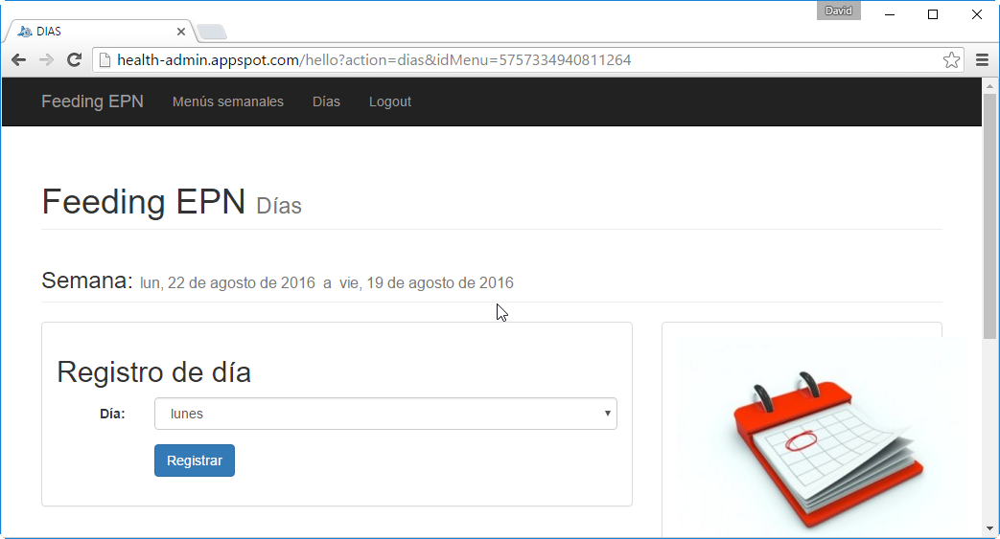 David
DIAS
health-admin.appspot.com/hello?action=dias&idMenu=5757334940811264
Feeding EPN Menús semanales Días Logout
Feeding EPN Días
Semana: lun, 22 de agosto de 2016 a vie, 19 de agosto de 2016
Registro de día
Día: lunes
Registrar